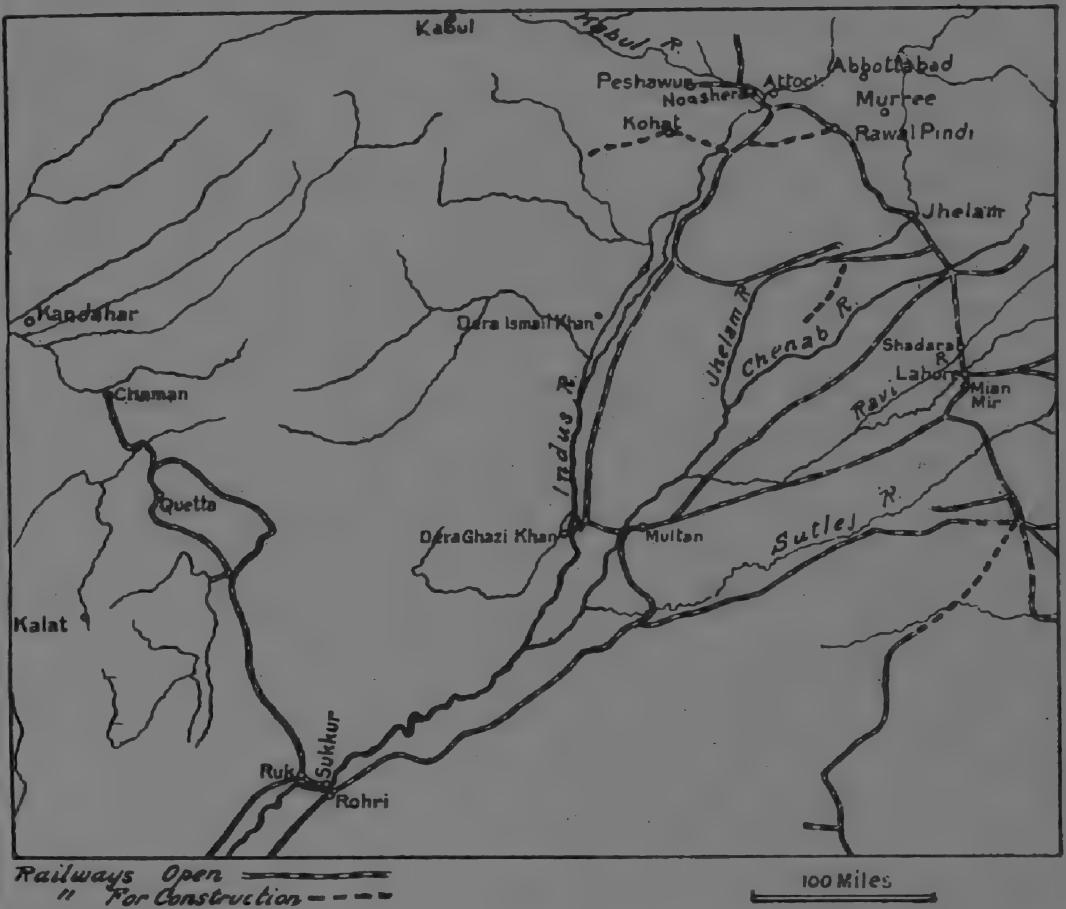 Kabul
Kabul R.
Peshawur
Nowshera
Attock
Abbottabad
Murree
Kohat
Rawal Pindi
Jhelam
Kandahar
Dera Ismail Khan
Jhelam R
Chenab R.
Shadara
R
Lahore
Ravi
Mian
Mir
Chaman
Indus R.
Quetta
Dera Ghazi Khan
Multan
Sutlej R.
Kalat
Ruk
Sukkur
Rohri
Railways Open
" For Construction
100 Miles